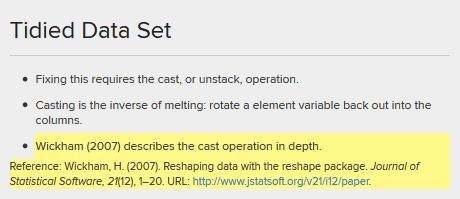 Tidied Data Set
Fixing this requires the cast, or unstack, operation.
Casting is the inverse of melting: rotate a element variable back out into the
columns.
Wickham (2007) describes the cast operation in depth.
Reference: Wickham, H. (2007). Reshaping data with the reshape package. Journal of
Statistical Software, 21(12), 1–20. URL: http://www.jstatsoft.org/v21/i12/paper.